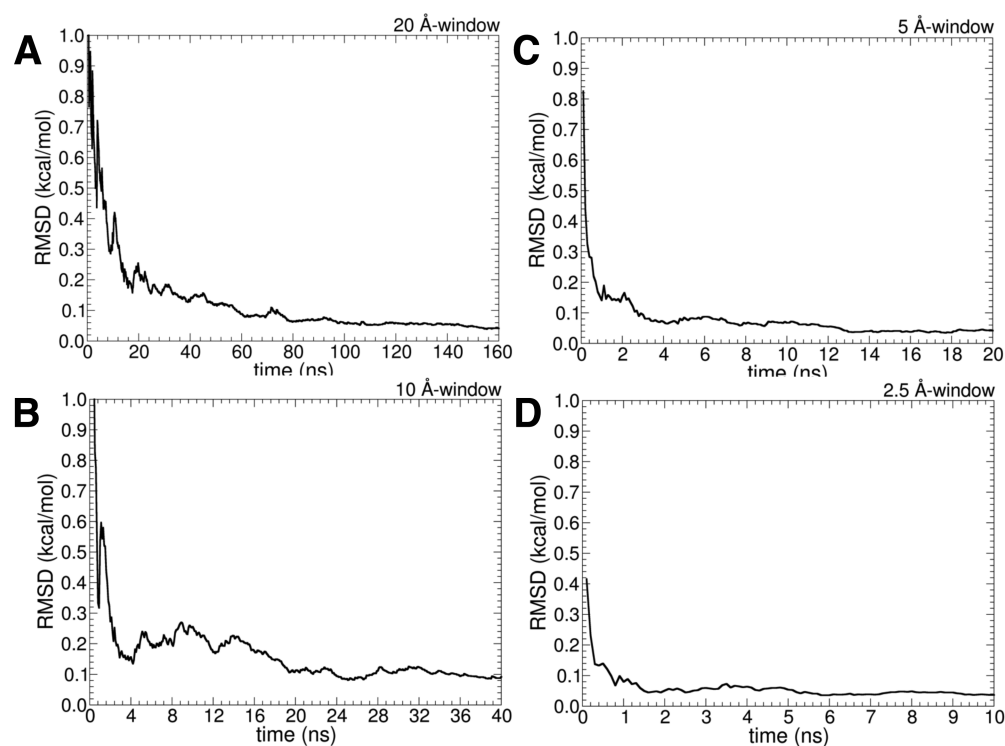 A
20 Å-window
RMSD (kcal/mol)
1.0
0.9
0.8
0.7
0.6
0.5
0.4
0.3
0.2
0.1
0.0
0 20 40 60 80 100 120 140 160
time (ns)
C
5 Å-window
RMSD (kcal/mol)
1.0
0.9
0.8
0.7
0.6
0.5
0.4
0.3
0.2
0.1
0.0
0 2 4 6 8 10 12 14 16 18 20
time (ns)
B
10 Å-window
RMSD (kcal/mol)
1.0
0.9
0.8
0.7
0.6
0.5
0.4
0.3
0.2
0.1
0.0
0 4 8 12 16 20 24 28 32 36 40
time (ns)
D
2.5 Å-window
RMSD (kcal/mol)
1.0
0.9
0.8
0.7
0.6
0.5
0.4
0.3
0.2
0.1
0.0
0 1 2 3 4 5 6 7 8 9 10
time (ns)